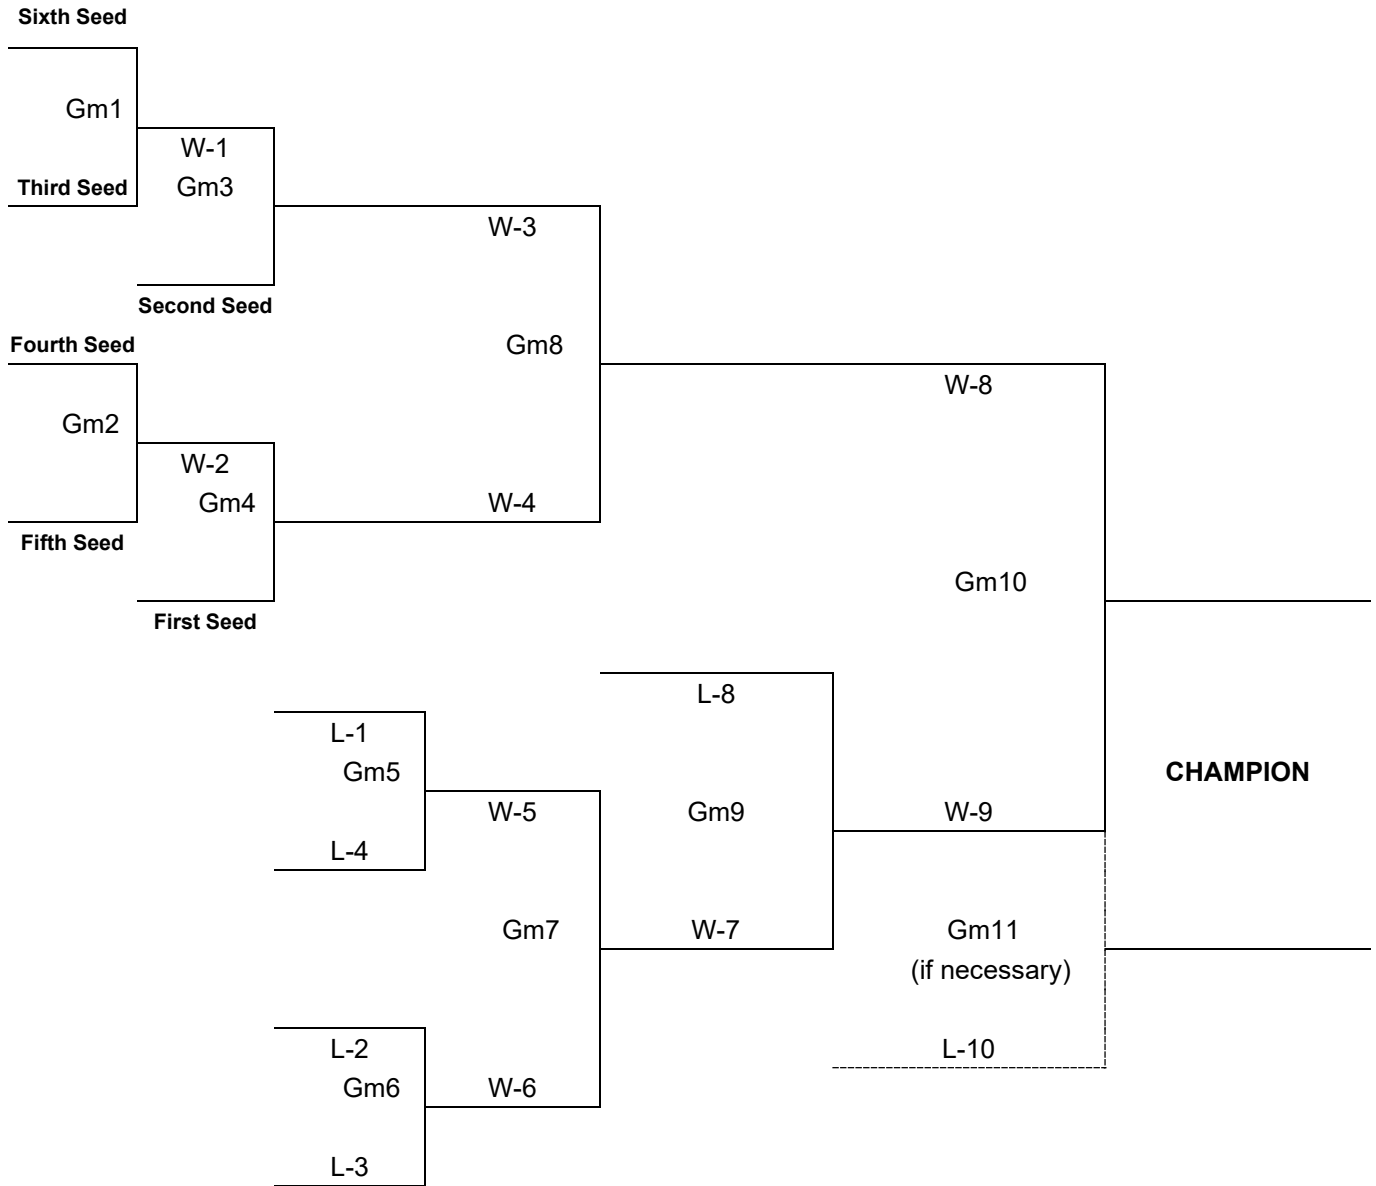 Sixth Seed
Gm1
W-1
Third Seed
Gm3
W-3
Second Seed
Fourth Seed
Gm8
W-8
Gm2
W-2
Gm4
W-4
Fifth Seed
Gm10
First Seed
L-8
L-1
Gm5
CHAMPION
W-5
Gm9
W-9
L-4
Gm7
W-7
Gm11
(if necessary)
L-2
L-10
Gm6
W-6
L-3